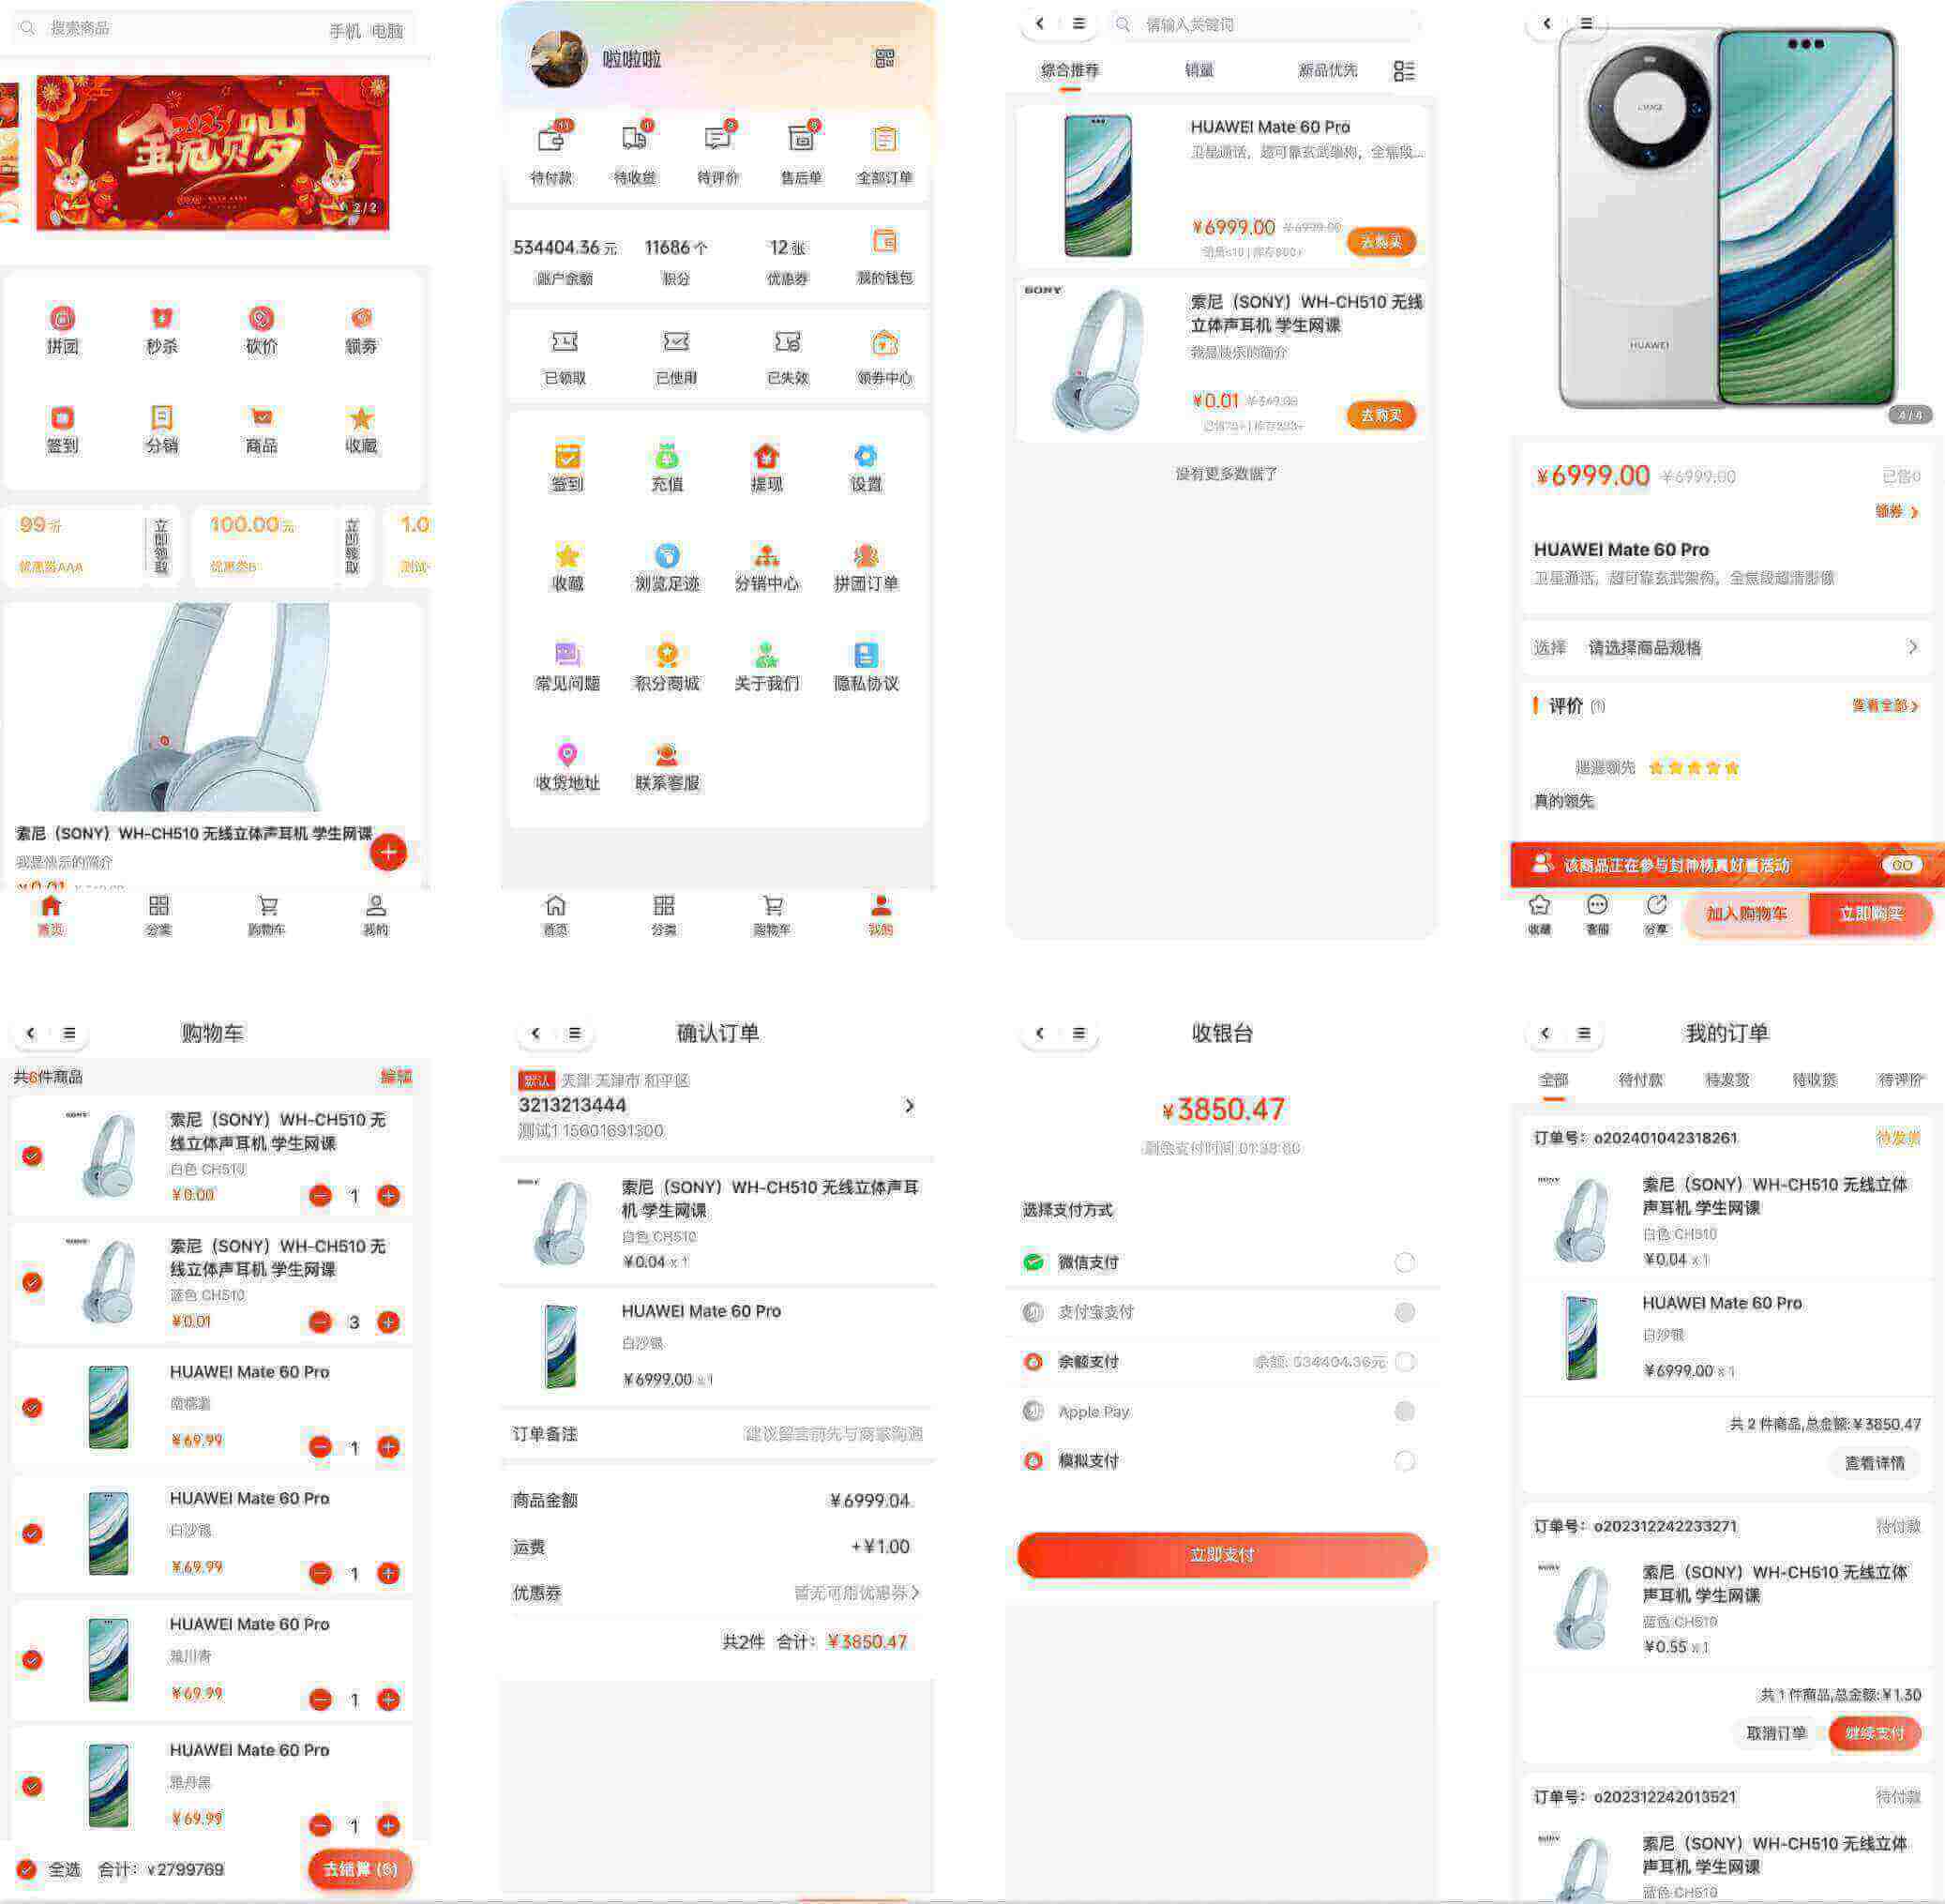 搜索商品
手机 电脑
2/2
拼团
秒杀
砍价
领券
签到
分销
商品
收藏
99折
优惠券AAA
立即领取
100.00元
优惠券B
立即领取
1.0
测试
索尼（SONY）WH-CH510 无线立体声耳机 学生网课
我是快乐的简介
¥0.01
首页
分类
购物车
我的
啦啦啦
待付款
待收货
待评价
售后单
全部订单
534404.36 元
11686 个
12 张
账户余额
积分
优惠券
我的钱包
已领取
已使用
已失效
领券中心
签到
充值
提现
设置
收藏
浏览足迹
分销中心
拼团订单
常见问题
积分商城
关于我们
隐私协议
收货地址
联系客服
首页
分类
购物车
我的
请输入关键词
综合推荐
销量
新品优先
HUAWEI Mate 60 Pro
卫星通话，超可靠玄武架构，全焦段...
¥6999.00 ¥6999.00
去购买
SONY
索尼（SONY）WH-CH510 无线
立体声耳机 学生网课
我是快乐的简介
¥0.01 ¥349.00
去购买
没有更多数据了
HUAWEI
4/4
¥6999.00 ¥6999.00
已售0
领券
HUAWEI Mate 60 Pro
卫星通话，超可靠玄武架构，全焦段超清影像
选择 请选择商品规格
评价 (1)
查看全部
遥遥领先
真的领先
该商品正在参与封神榜真好看活动
GO
收藏
客服
分享
加入购物车
立即购买
购物车
共6件商品
编辑
SONY
索尼（SONY）WH-CH510 无
线立体声耳机 学生网课
白色 CH510
¥0.00
1
SONY
索尼（SONY）WH-CH510 无
线立体声耳机 学生网课
蓝色 CH510
¥0.01
3
HUAWEI Mate 60 Pro
南糯紫
¥69.99
1
HUAWEI Mate 60 Pro
白沙银
¥69.99
1
HUAWEI Mate 60 Pro
雅川青
¥69.99
1
HUAWEI Mate 60 Pro
雅丹黑
¥69.99
1
全选
合计：¥2799769
去结算 (6)
确认订单
默认 天津 天津市 和平区
3213213444
测试1 15601691300
索尼（SONY）WH-CH510 无线立体声耳
机 学生网课
白色 CH510
¥0.04 x 1
HUAWEI Mate 60 Pro
白沙银
¥6999.00 x 1
订单备注
建议留言前先与商家沟通
商品金额
¥6999.04
运费
+¥1.00
优惠券
暂无可用优惠券
共2件 合计：¥3850.47
收银台
¥3850.47
选择支付方式
微信支付
支付宝支付
余额支付
余额: 534404.36元
Apple Pay
模拟支付
立即支付
我的订单
全部
待付款
待发货
待收货
待评价
订单号：o202401042318261
待发货
索尼（SONY）WH-CH510 无线立体
声耳机 学生网课
白色 CH510
¥0.04 x 1
HUAWEI Mate 60 Pro
白沙银
¥6999.00 x 1
共 2 件商品,总金额:¥3850.47
查看详情
订单号：o202312242233271
待付款
索尼（SONY）WH-CH510 无线立体
声耳机 学生网课
蓝色 CH510
¥0.55 x 1
共 1 件商品,总金额:¥1.30
取消订单
继续支付
订单号：o202312242013521
待付款
索尼（SONY）WH-CH510 无线立体
声耳机 学生网课
蓝色 CH510